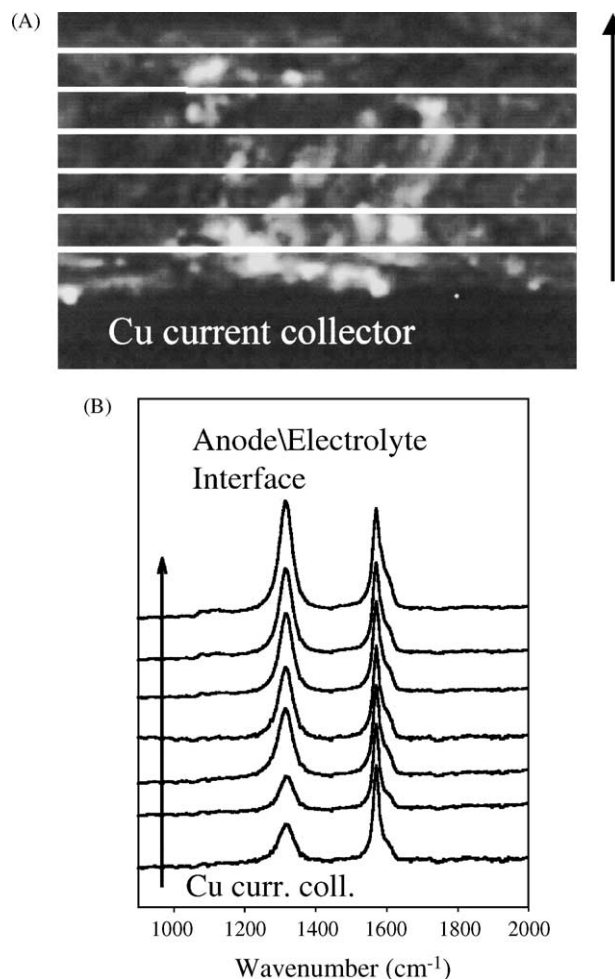 (A)
Cu current collector
(B)
Anode\Electrolyte
Interface
Cu curr. coll.
1000 1200 1400 1600 1800 2000
Wavenumber (cm⁻¹)